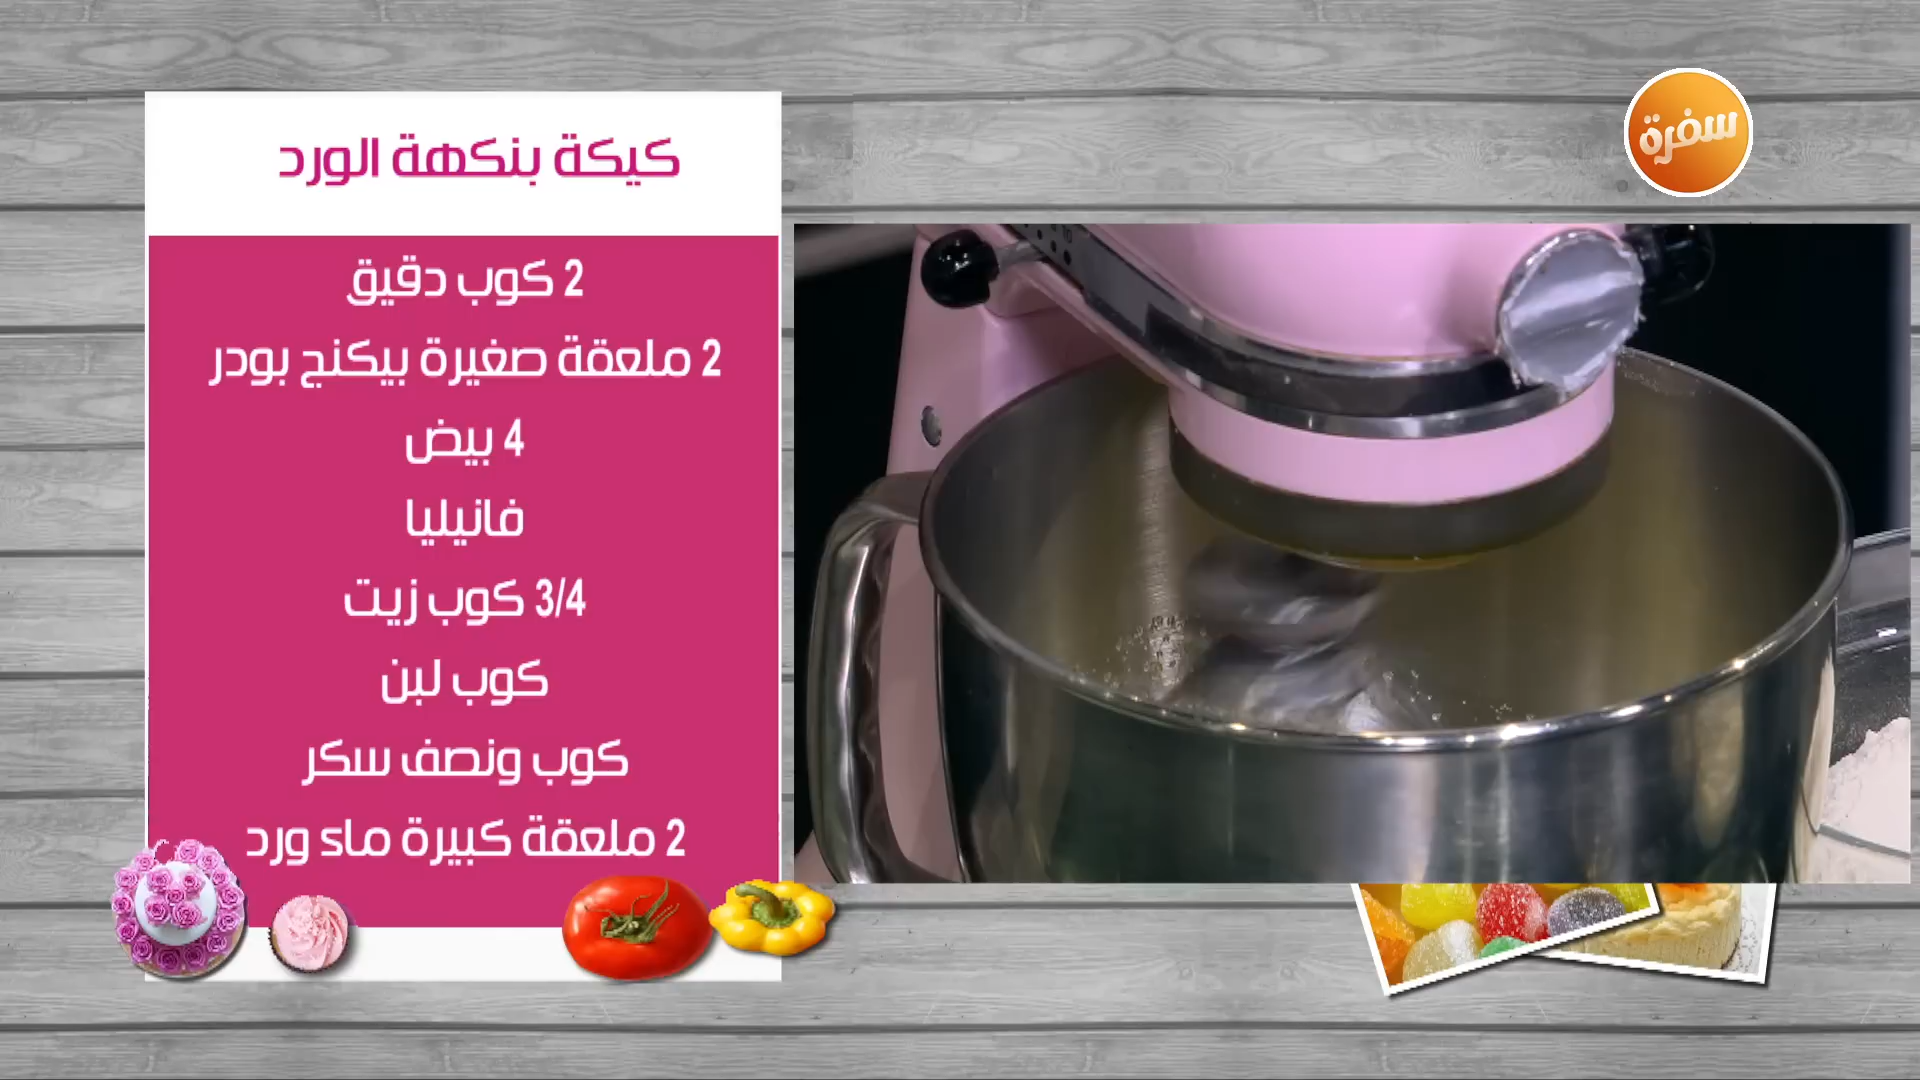 سفرة
كيكة بنكهة الورد
2 كوب دقيق
2 ملعقة صغيرة بيكنج بودر
4 بيض
فانيليا
3/4 كوب زيت
كوب لبن
كوب ونصف سكر
2 ملعقة كبيرة ماء ورد